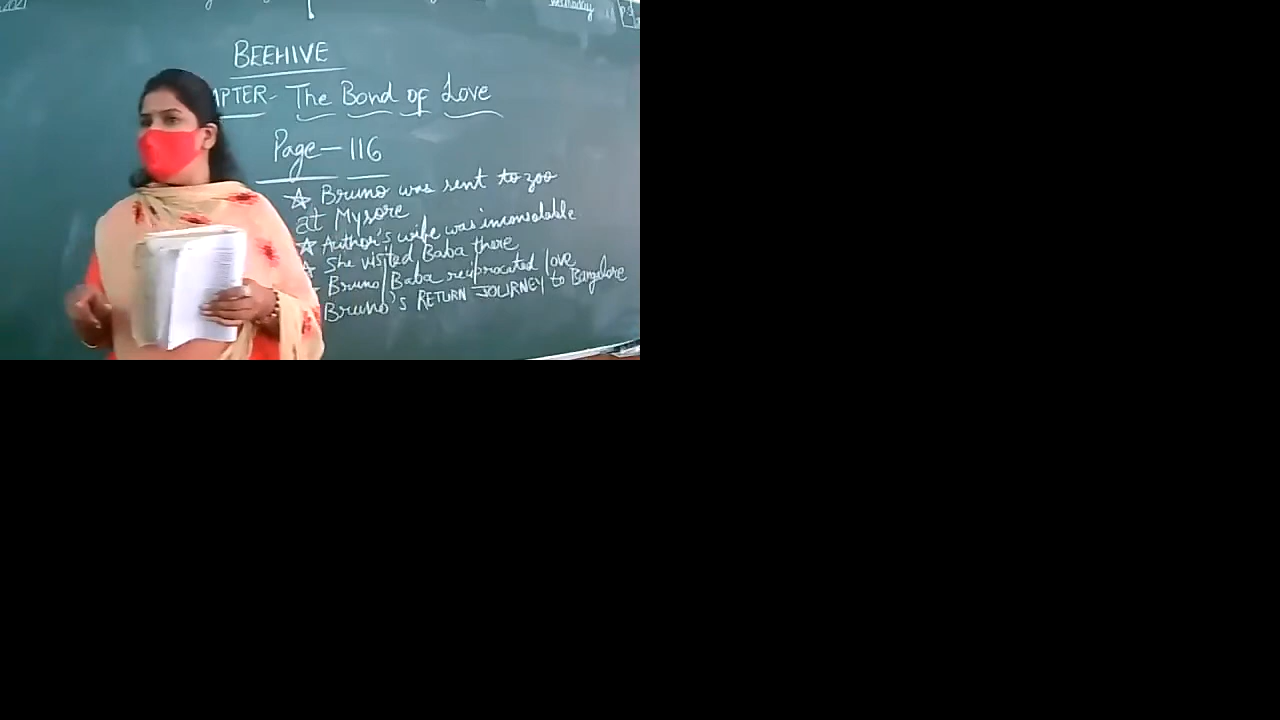 Wednesday
BEEHIVE
APTER- The Bond of Love
Page- 116
☆ Bruno was sent to zoo
at Mysore
☆ Author's wife was inconsolable
☆ She visited Baba there
Bruno/Baba reciprocated love
Bruno's RETURN JOURNEY to Bangalore